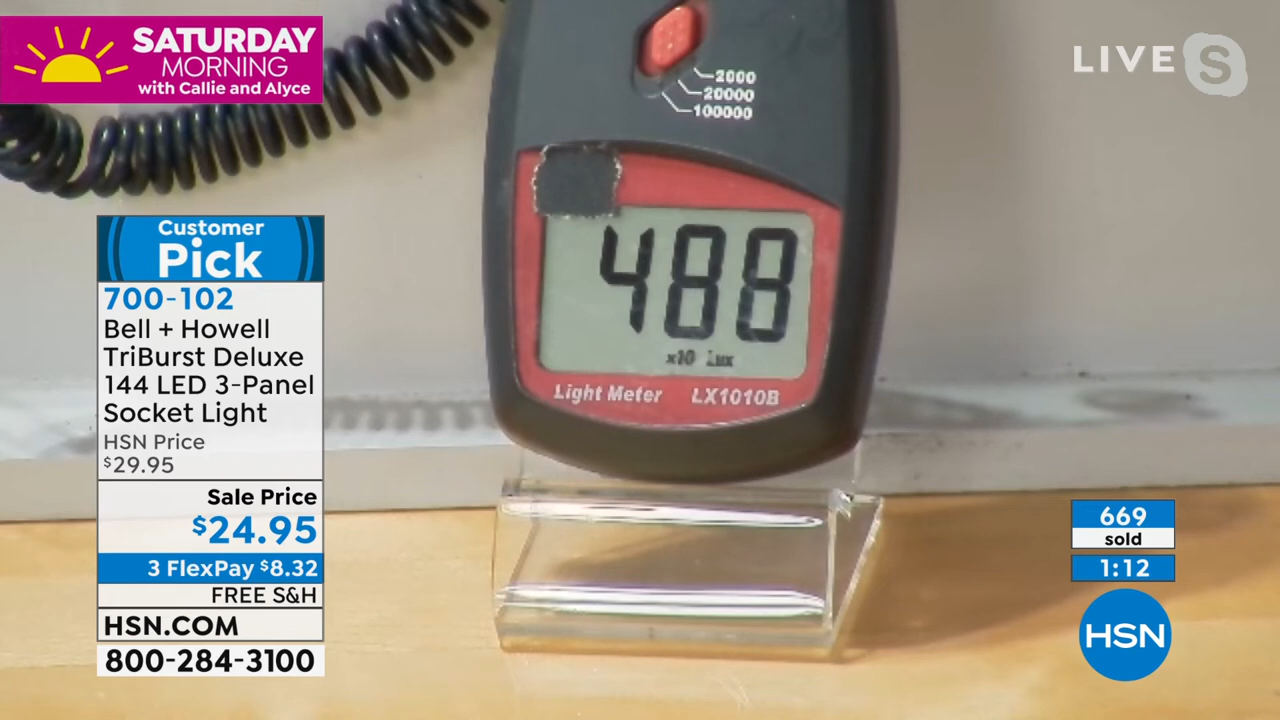 SATURDAY
MORNING
with Callie and Alyce
LIVE S
2000
20000
100000
488
x10 Lux
Light Meter LX1010B
Customer
Pick
700-102
Bell + Howell
TriBurst Deluxe
144 LED 3-Panel
Socket Light
HSN Price
$29.95
Sale Price
$24.95
3 FlexPay $8.32
FREE S&H
HSN.COM
800-284-3100
669
sold
1:12
HSN